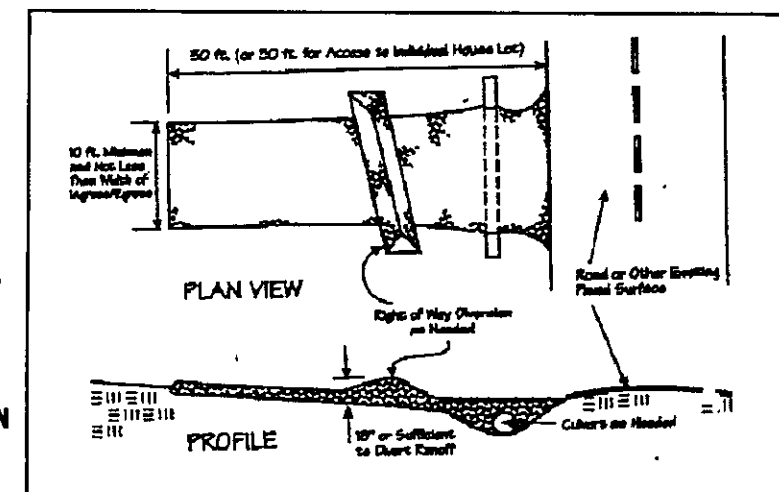 50 ft. (or 30 ft. for Access to Individual House Lot)
10 ft. Minimum
and Not Less
Than Width of
Ingress/Egress
PLAN VIEW
Right of Way Diversion
as Needed
Road or Other Existing
Paved Surface
18" or Sufficient
to Divert Runoff
Culvert as Needed
PROFILE
N